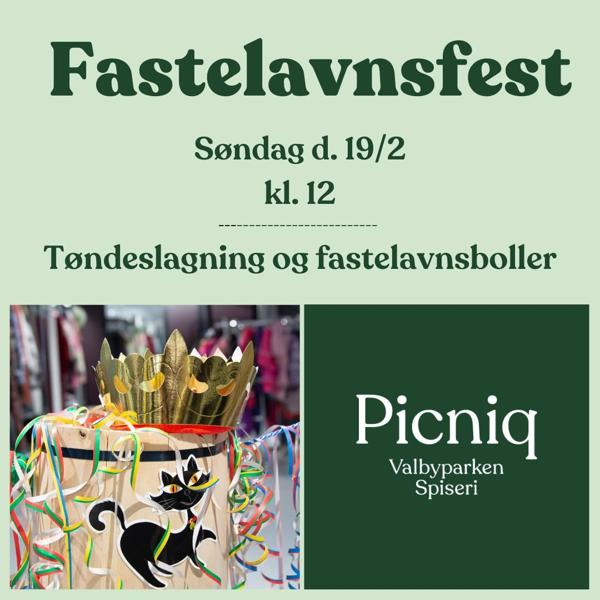 Fastelavnsfest
Søndag d. 19/2
kl. 12
--------------------------
Tøndeslagning og fastelavnsboller
Picniq
Valbyparken
Spiseri